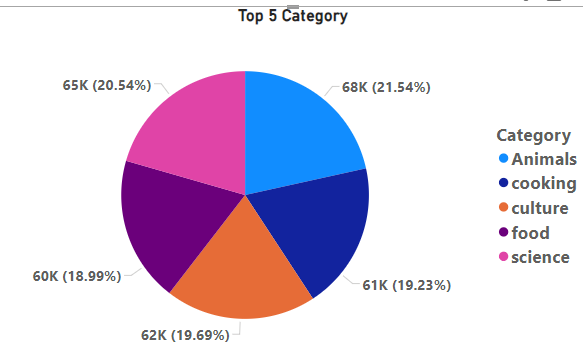 Top 5 Category
65K (20.54%)
68K (21.54%)
60K (18.99%)
61K (19.23%)
62K (19.69%)
Category
Animals
cooking
culture
food
science